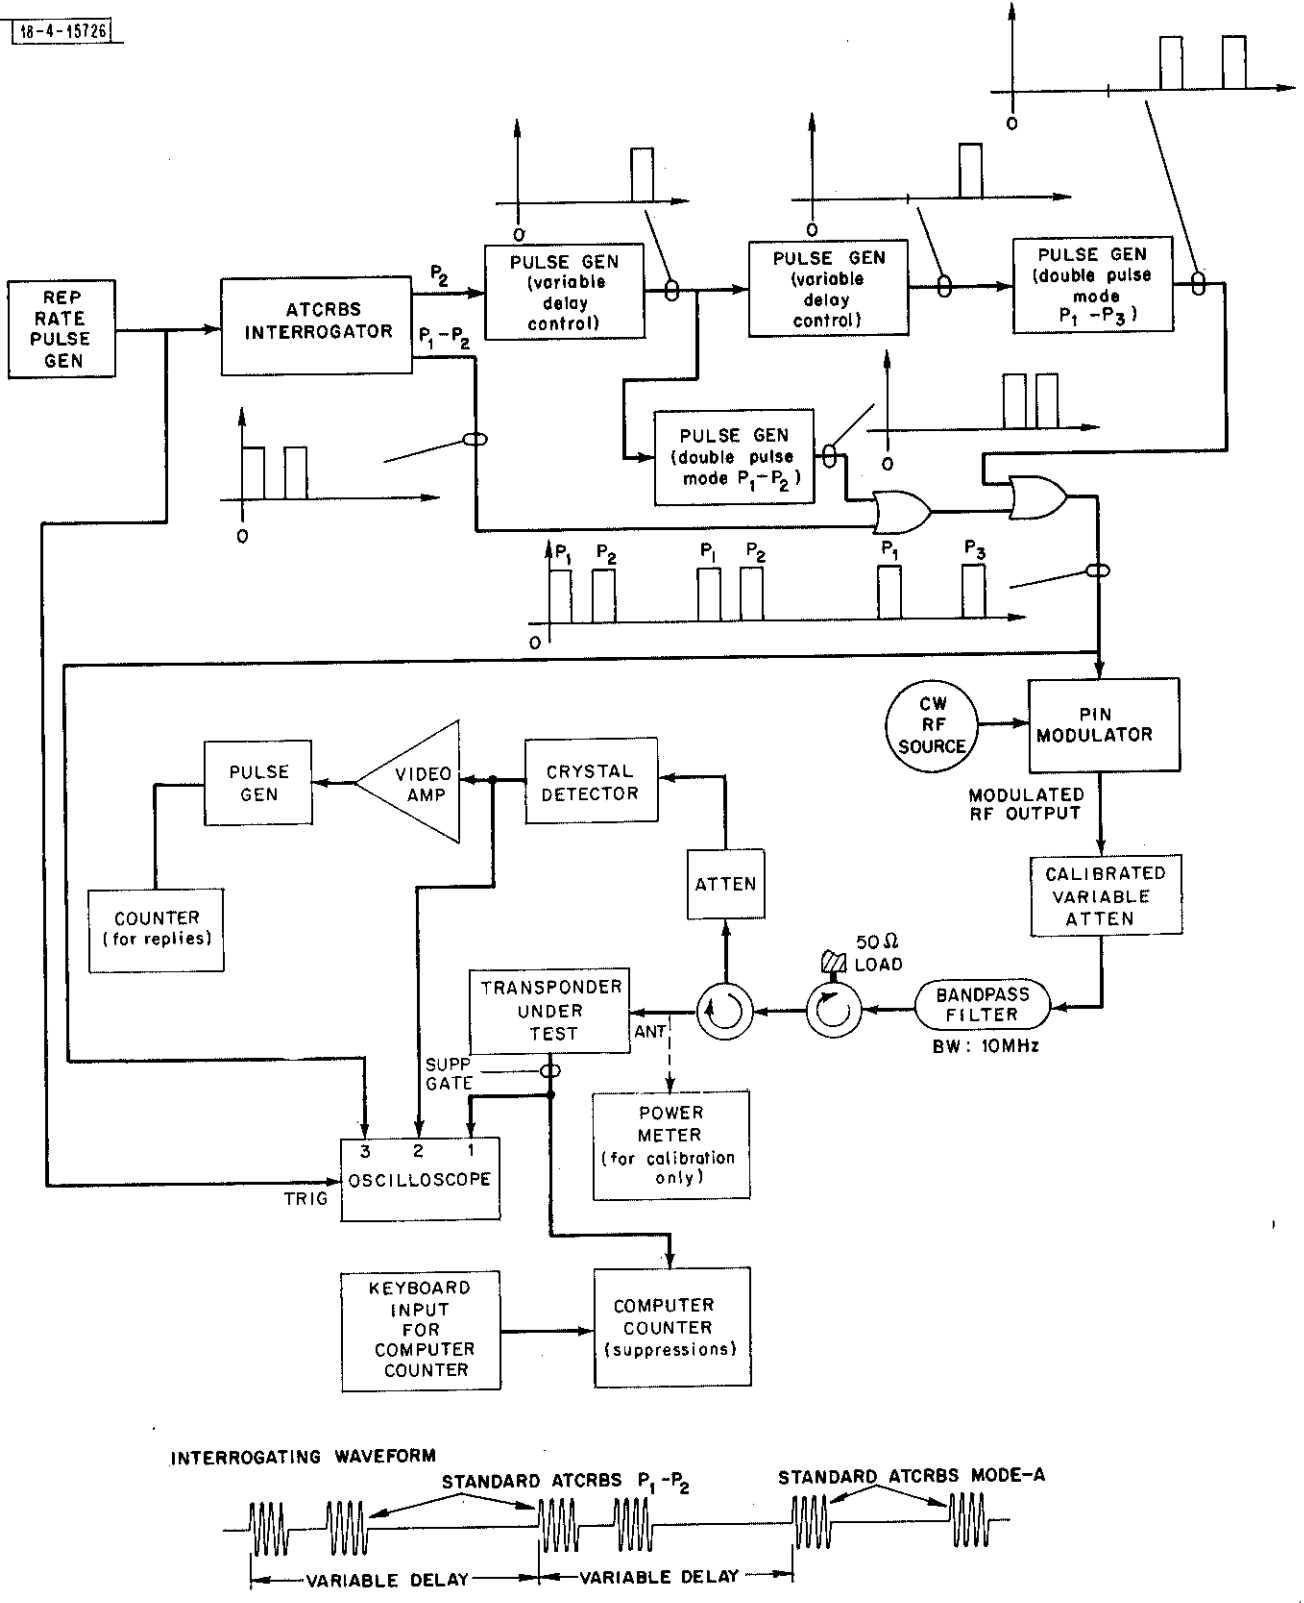 18-4-15726
0
0
0
P2
PULSE GEN
(variable
delay
control)
PULSE GEN
(variable
delay
control)
PULSE GEN
(double pulse
mode
P1 -P3)
REP
RATE
PULSE
GEN
ATCRBS
INTERROGATOR
P1-P2
PULSE GEN
(double pulse
mode P1-P2)
0
0
P1 P2 P1 P2 P1 P3
0
CW
RF
SOURCE
PIN
MODULATOR
MODULATED
RF OUTPUT
PULSE
GEN
VIDEO
AMP
CRYSTAL
DETECTOR
ATTEN
CALIBRATED
VARIABLE
ATTEN
COUNTER
(for replies)
50Ω
LOAD
TRANSPONDER
UNDER
TEST
ANT
BANDPASS
FILTER
BW: 10MHz
SUPP
GATE
POWER
METER
(for calibration
only)
3 2 1
OSCILLOSCOPE
TRIG
KEYBOARD
INPUT
FOR
COMPUTER
COUNTER
COMPUTER
COUNTER
(suppressions)
INTERROGATING WAVEFORM
STANDARD ATCRBS P1-P2
STANDARD ATCRBS MODE-A
VARIABLE DELAY
VARIABLE DELAY